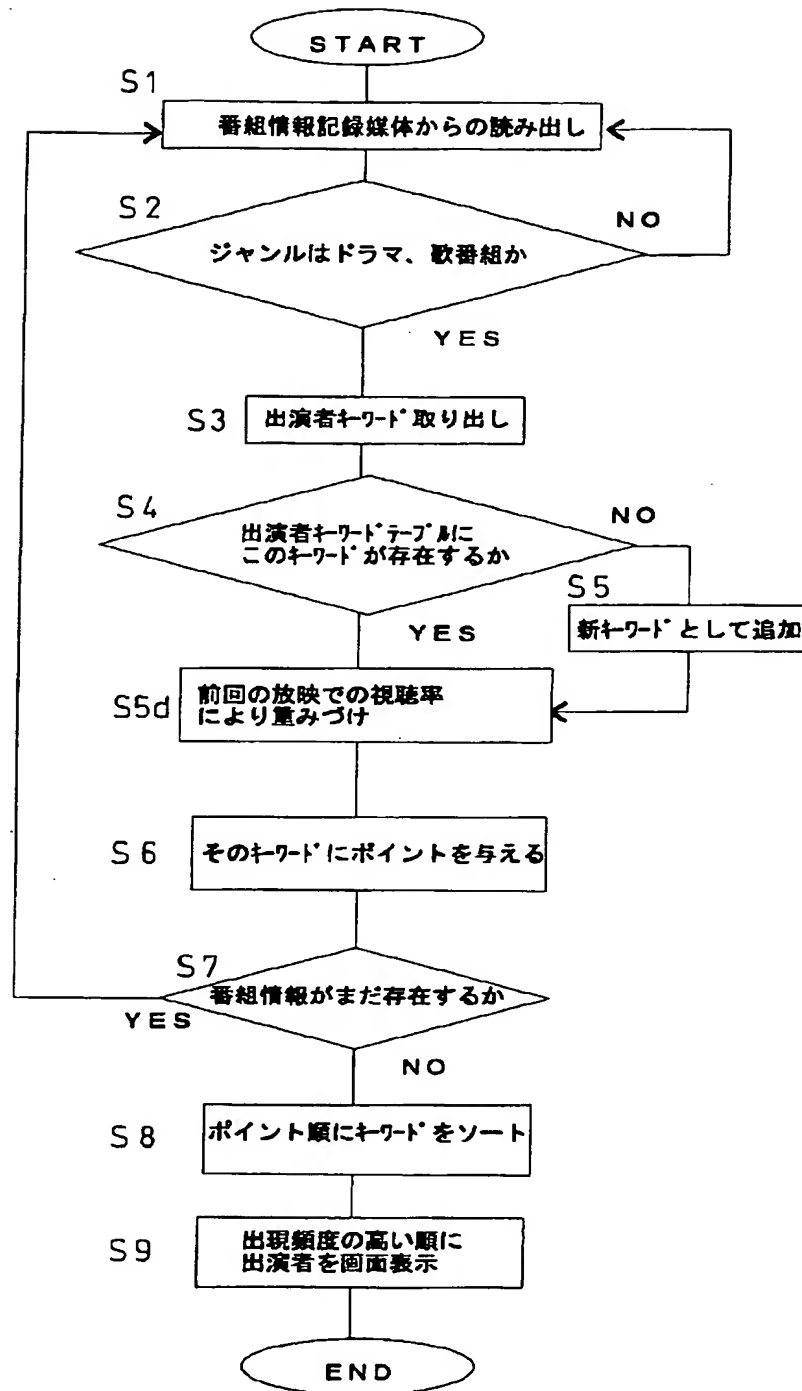 START
S1
番組情報記録媒体からの読み出し
S2
NO
ジャンルはドラマ、歌番組か
YES
S3
出演者ｷｰﾜｰﾄﾞ取り出し
S4
NO
出演者ｷｰﾜｰﾄﾞﾃｰﾌﾞﾙに
このｷｰﾜｰﾄﾞが存在するか
S5
YES
新ｷｰﾜｰﾄﾞとして追加
S5d
前回の放映での視聴率
により重みづけ
S6
そのｷｰﾜｰﾄﾞにポイントを与える
S7
番組情報がまだ存在するか
YES
NO
S8
ポイント順にｷｰﾜｰﾄﾞをソート
S9
出現頻度の高い順に
出演者を画面表示
END